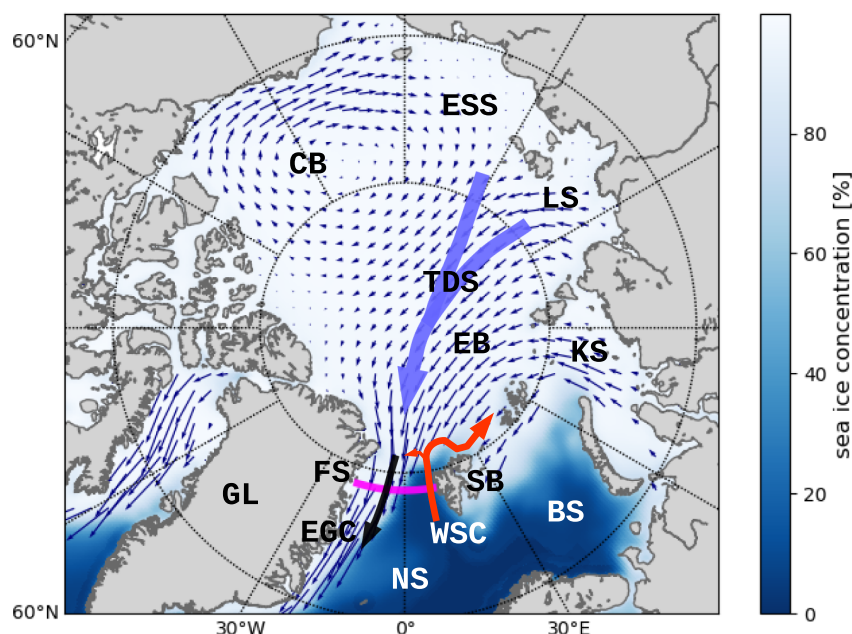 60°N
ESS
CB
LS
TDS
EB
KS
FS
SB
GL
BS
EGC
WSC
NS
60°N
30°W
0°
30°E
80
60
40
20
0
sea ice concentration [%]